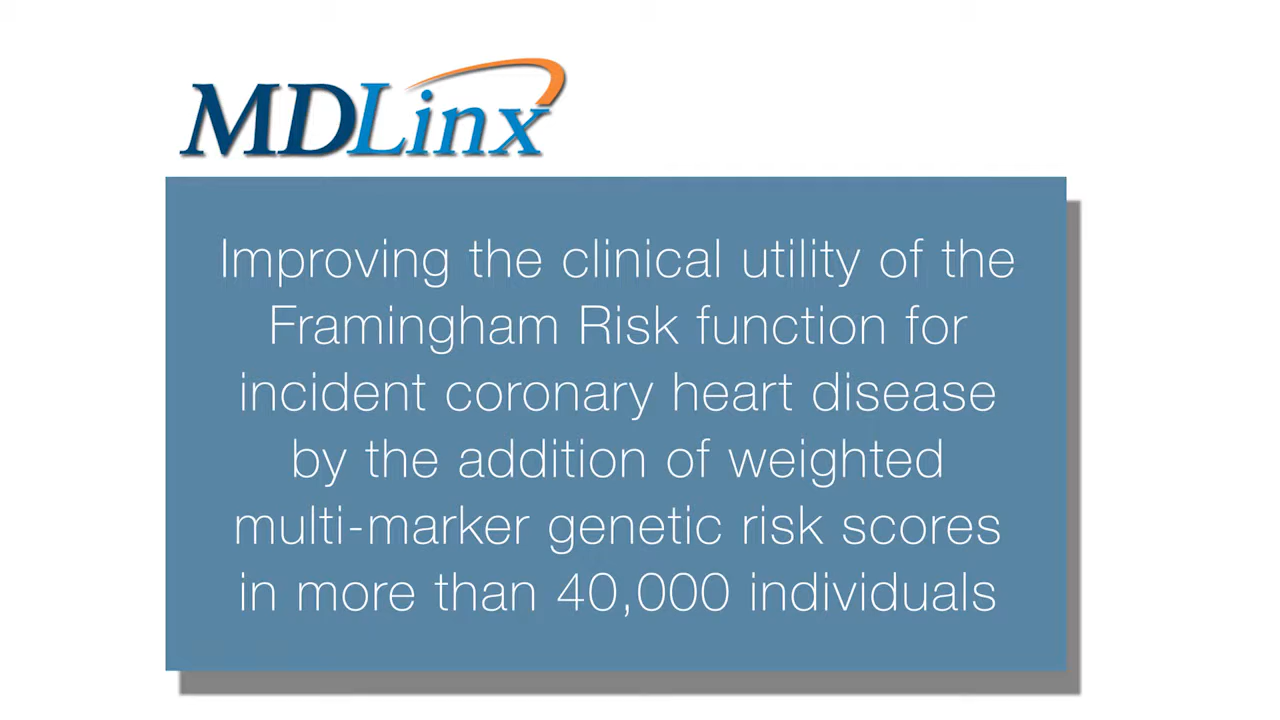 MDLinx
Improving the clinical utility of the
Framingham Risk function for
incident coronary heart disease
by the addition of weighted
multi-marker genetic risk scores
in more than 40,000 individuals